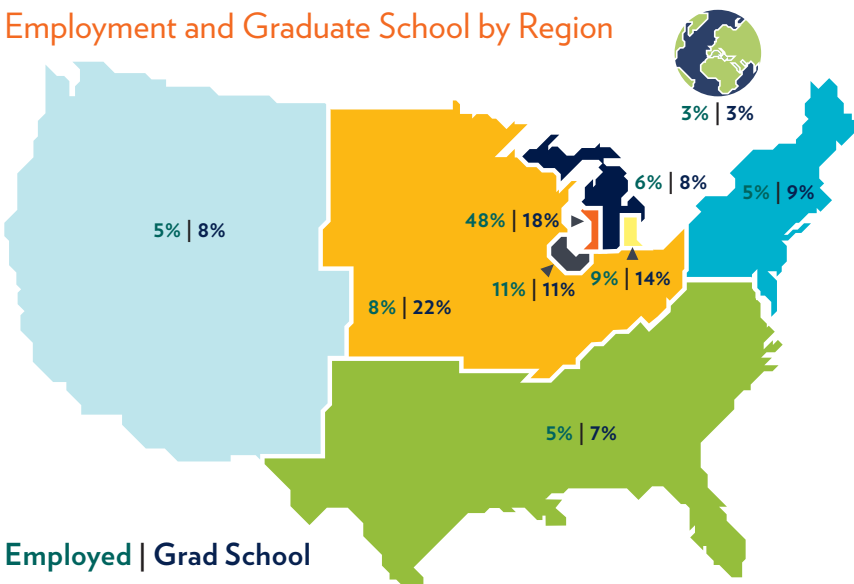 Employment and Graduate School by Region
3% | 3%
6% | 8%
5% | 9%
48% | 18%
5% | 8%
9% | 14%
11% | 11%
8% | 22%
5% | 7%
Employed | Grad School